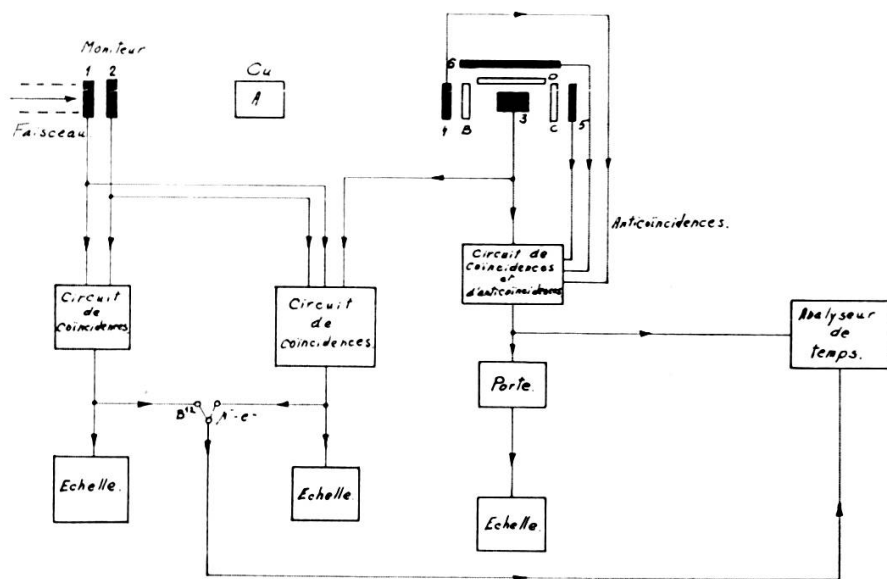 Moniteur
1 2
Faisceau
Cu
A
6
D
4
B
3
C
5
Anticoïncidences.
Circuit
de
Coïncidences
Circuit
de
Coïncidences.
Circuit de
Coïncidences
et
d'anticoïncidences
Analyseur
de
temps.
Porte.
B¹²
e-
Echelle.
Echelle.
Echelle.